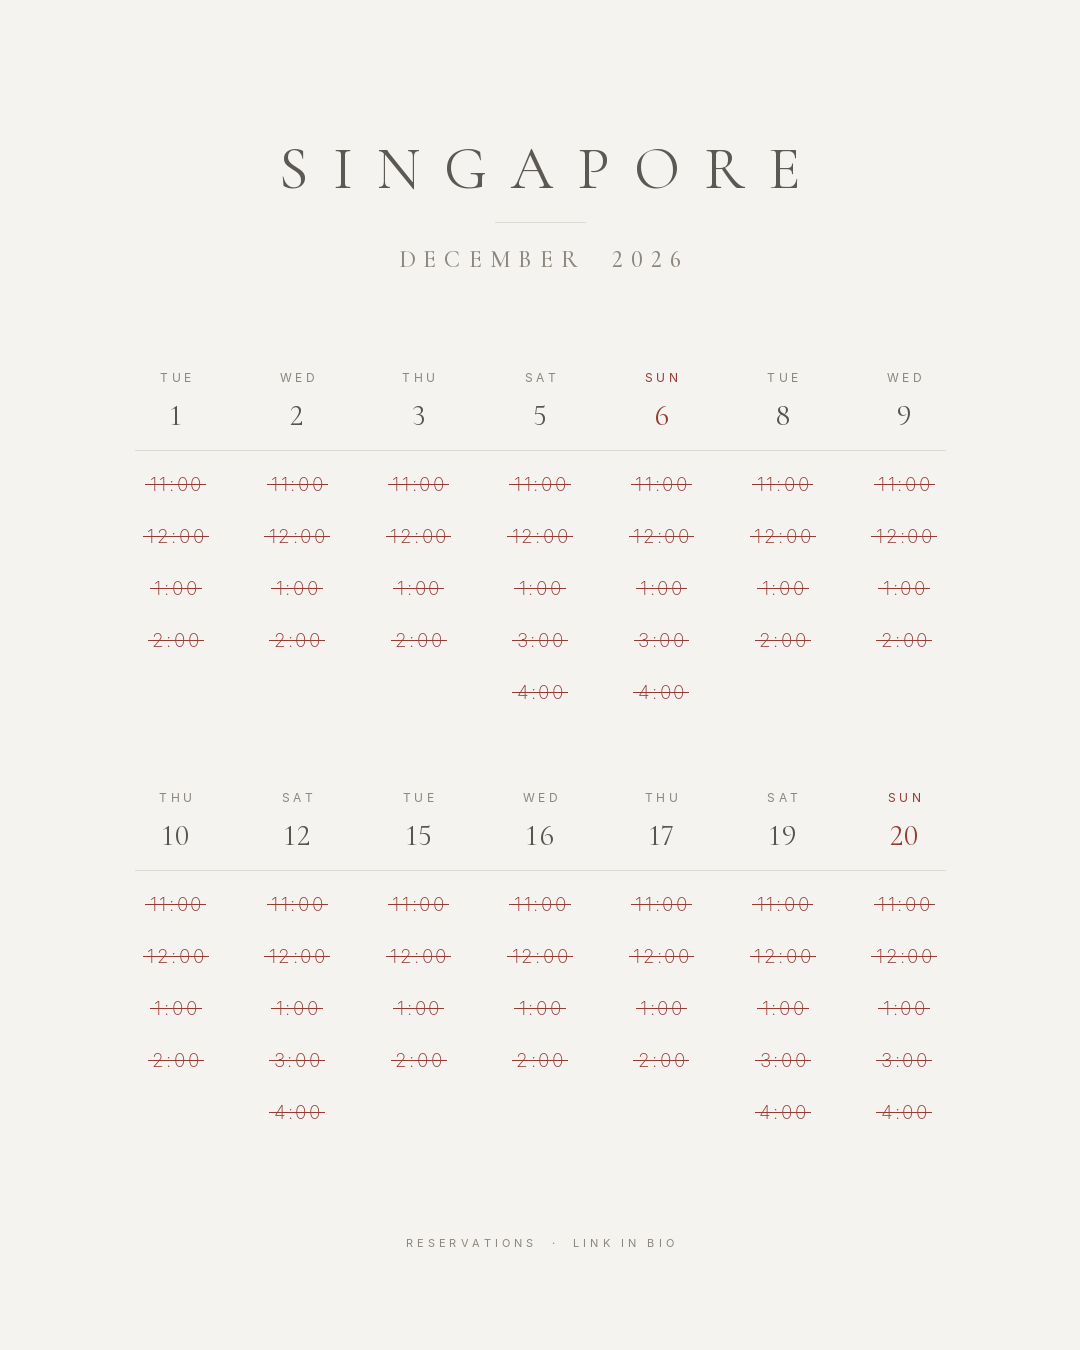 SINGAPORE
DECEMBER 2026
TUE WED THU SAT SUN TUE WED
1 2 3 5 6 8 9
11:00 11:00 11:00 11:00 11:00 11:00 11:00
12:00 12:00 12:00 12:00 12:00 12:00 12:00
1:00 1:00 1:00 1:00 1:00 1:00 1:00
2:00 2:00 2:00 3:00 3:00 2:00 2:00
4:00 4:00
THU SAT TUE WED THU SAT SUN
10 12 15 16 17 19 20
11:00 11:00 11:00 11:00 11:00 11:00 11:00
12:00 12:00 12:00 12:00 12:00 12:00 12:00
1:00 1:00 1:00 1:00 1:00 1:00 1:00
2:00 3:00 2:00 2:00 2:00 3:00 3:00
4:00 4:00 4:00
RESERVATIONS · LINK IN BIO